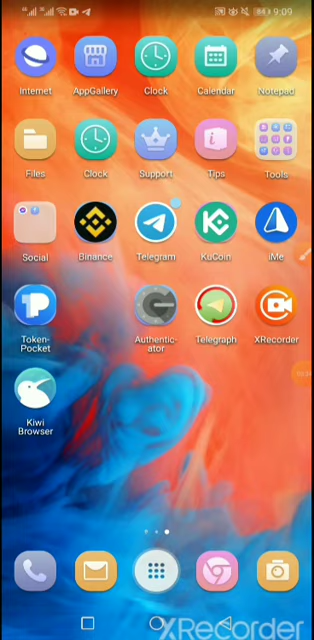 9:09
Internet
AppGallery
Clock
Calendar
Notepad
Files
Clock
Support
Tips
Tools
Social
Binance
Telegram
KuCoin
iMe
Token-
Pocket
Authentic-
ator
Telegraph
XRecorder
Kiwi
Browser
XRecorder